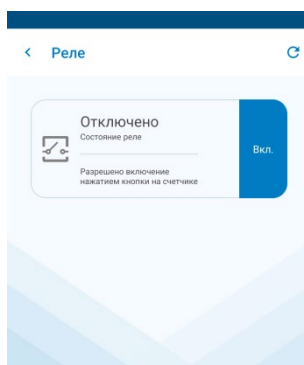 Реле
Отключено
Состояние реле
Вкл.
Разрешено включение
нажатием кнопки на счетчике